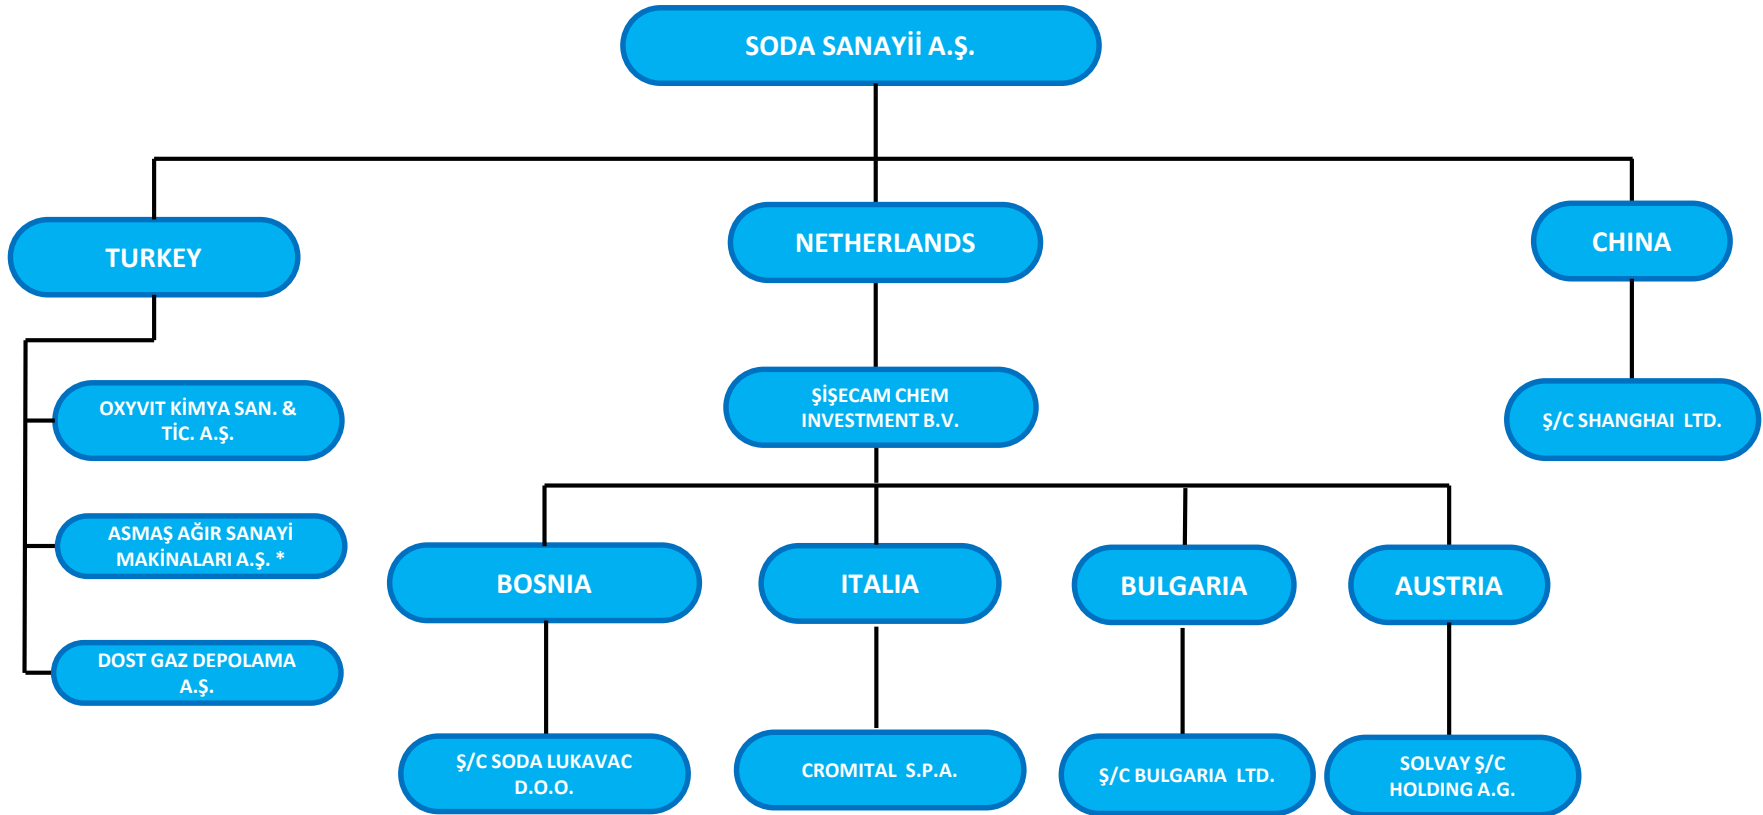 SODA SANAYİİ A.Ş.
TURKEY
NETHERLANDS
CHINA
OXYVIT KİMYA SAN. &
TİC. A.Ş.
ŞİŞECAM CHEM
INVESTMENT B.V.
Ş/C SHANGHAI LTD.
ASMAŞ AĞIR SANAYİ
MAKİNALARI A.Ş. *
DOST GAZ DEPOLAMA
A.Ş.
BOSNIA
ITALIA
BULGARIA
AUSTRIA
Ş/C SODA LUKAVAC
D.O.O.
CROMITAL S.P.A.
Ş/C BULGARIA LTD.
SOLVAY Ş/C
HOLDING A.G.